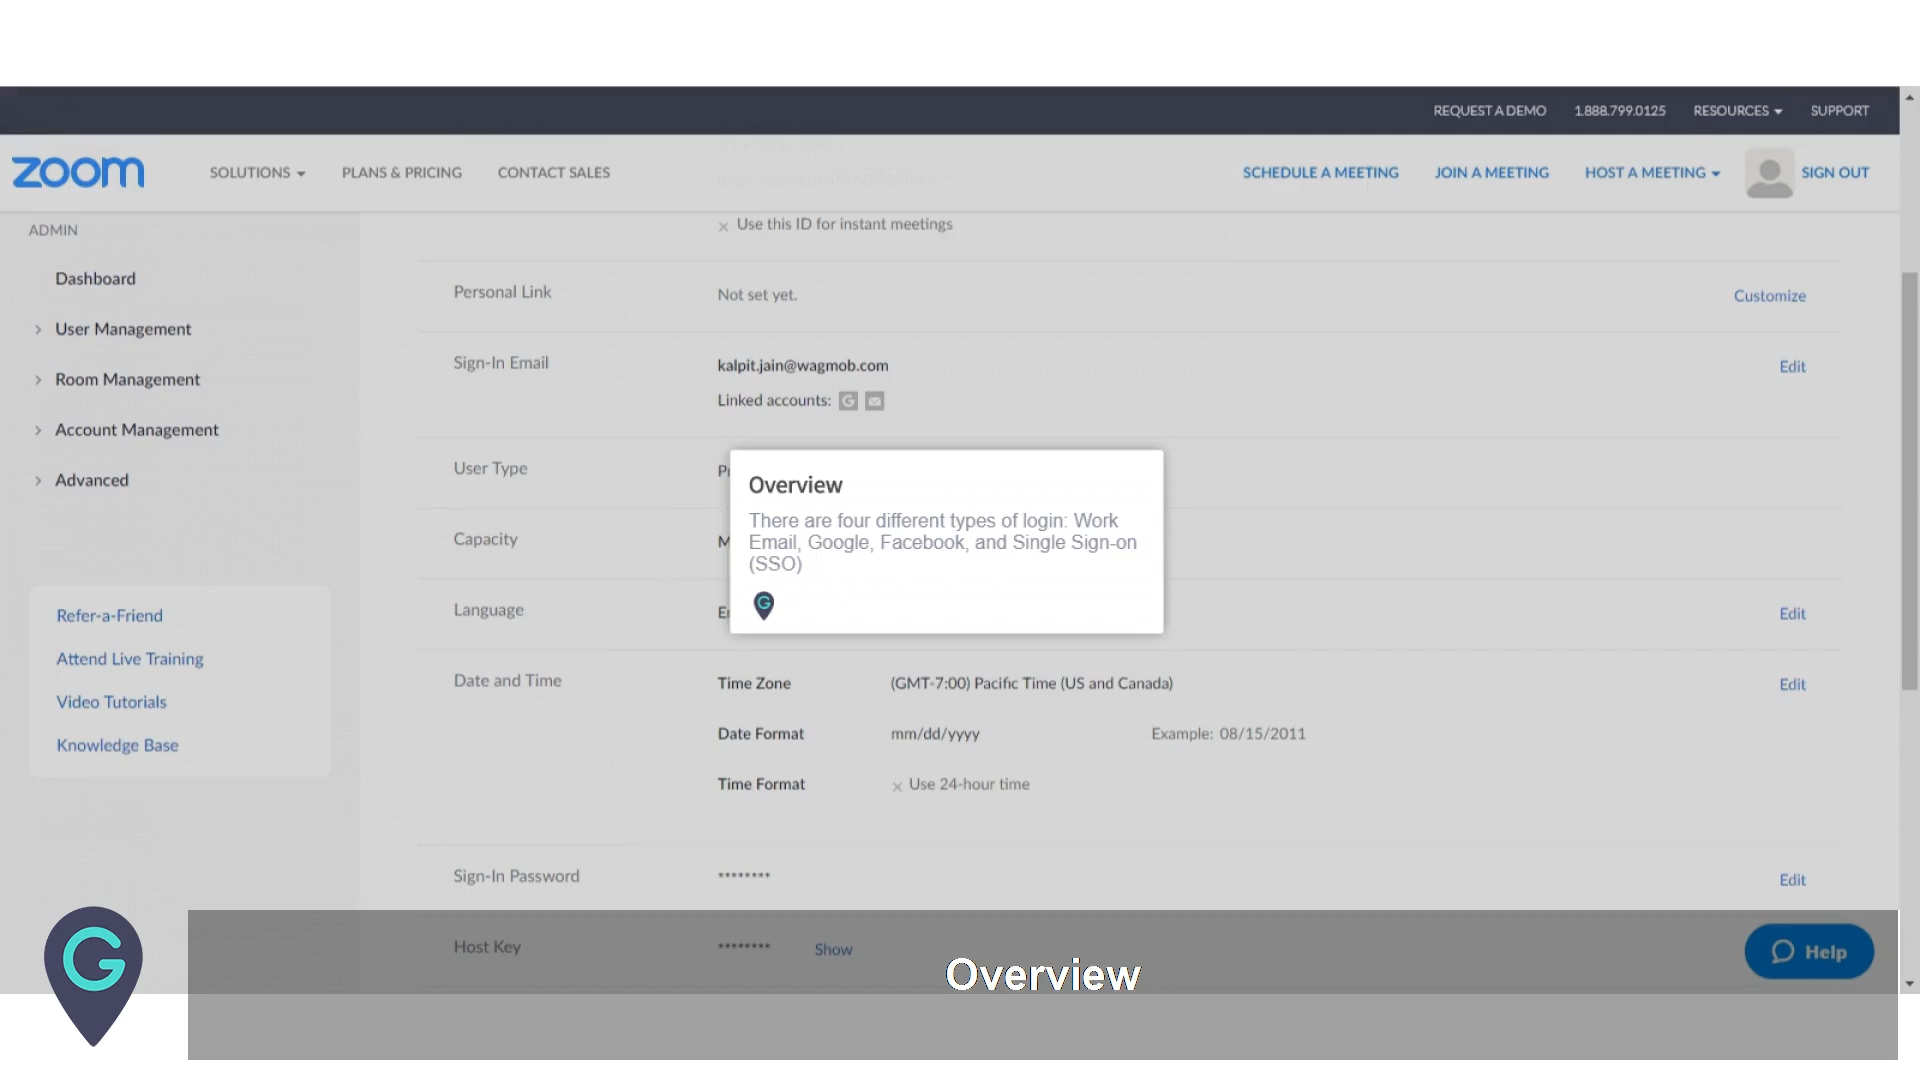 REQUEST A DEMO 1.888.799.0125 RESOURCES SUPPORT
zoom SOLUTIONS PLANS & PRICING CONTACT SALES SCHEDULE A MEETING JOIN A MEETING HOST A MEETING SIGN OUT
ADMIN
Dashboard
User Management
Room Management
Account Management
Advanced
Refer-a-Friend
Attend Live Training
Video Tutorials
Knowledge Base
Use this ID for instant meetings
Personal Link Not set yet. Customize
Sign-In Email kalpit.jain@wagmob.com Edit
Linked accounts:
User Type
Capacity
Language Edit
Overview
There are four different types of login: Work
Email, Google, Facebook, and Single Sign-on
(SSO)
Date and Time Time Zone (GMT-7:00) Pacific Time (US and Canada) Edit
Date Format mm/dd/yyyy Example: 08/15/2011
Time Format Use 24-hour time
Sign-In Password ******** Edit
Host Key ******** Show
Help
Overview